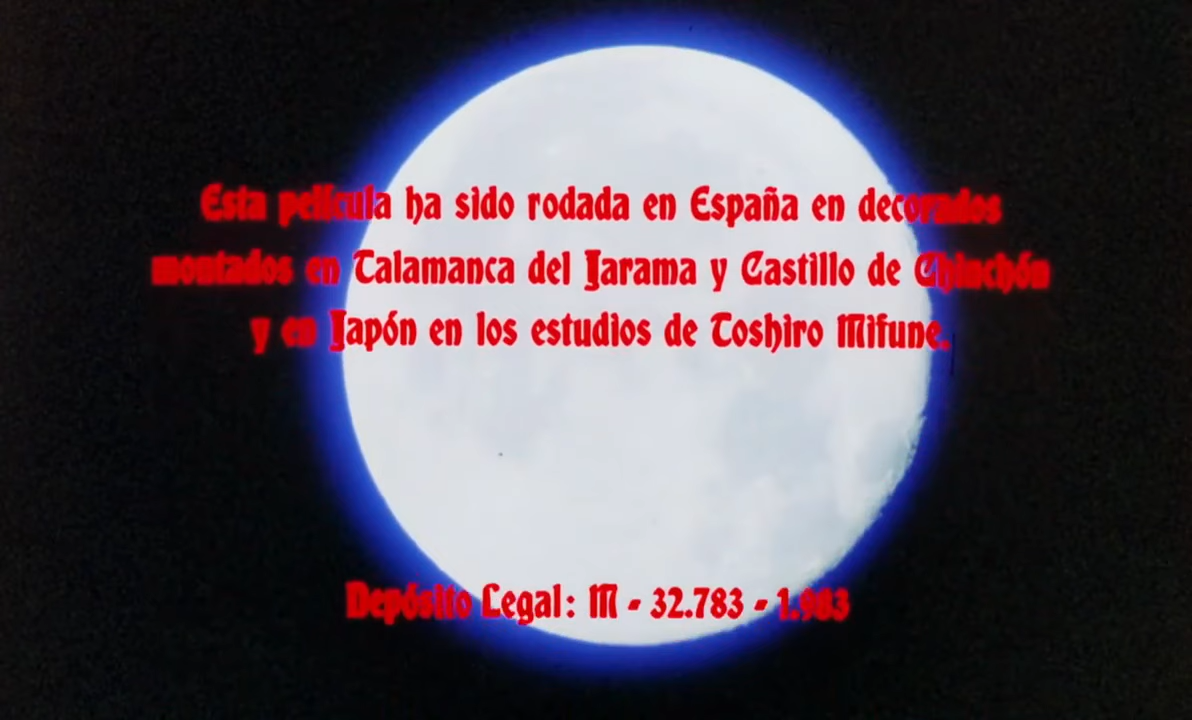 Esta película ha sido rodada en España en decorados
montados en Talamanca del Jarama y Castillo de Chinchón
y en Japón en los estudios de Toshiro Mifune.
Depósito Legal: M - 32.783 - 1.983